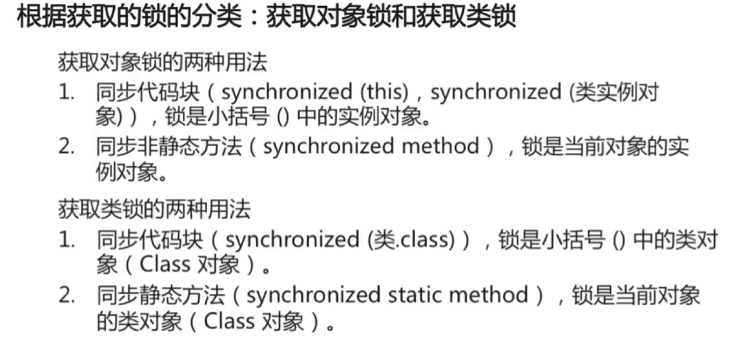 根据获取的锁的分类：获取对象锁和获取类锁
获取对象锁的两种用法
1. 同步代码块（synchronized (this)，synchronized (类实例对
象)），锁是小括号 () 中的实例对象。
2. 同步非静态方法（synchronized method），锁是当前对象的实
例对象。
获取类锁的两种用法
1. 同步代码块（synchronized (类.class)），锁是小括号 () 中的类对
象（Class 对象）。
2. 同步静态方法（synchronized static method），锁是当前对象
的类对象（Class 对象）。